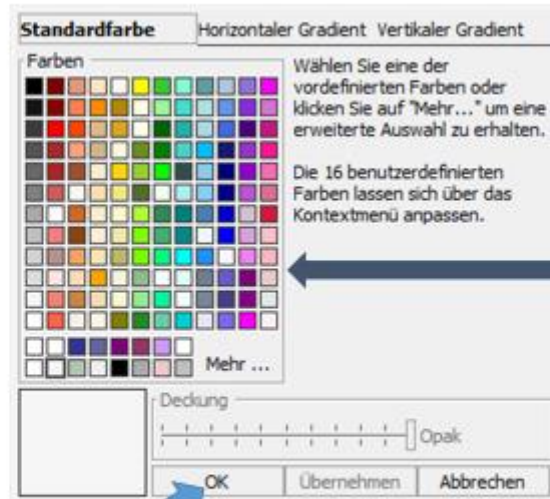 Standardfarbe
Horizontaler Gradient
Vertikaler Gradient
Farben
Wählen Sie eine der
vordefinierten Farben oder
klicken Sie auf "Mehr..." um eine
erweiterte Auswahl zu erhalten.
Die 16 benutzerdefinierten
Farben lassen sich über das
Kontextmenü anpassen.
Mehr ...
Deckung
Opak
OK
Übernehmen
Abbrechen